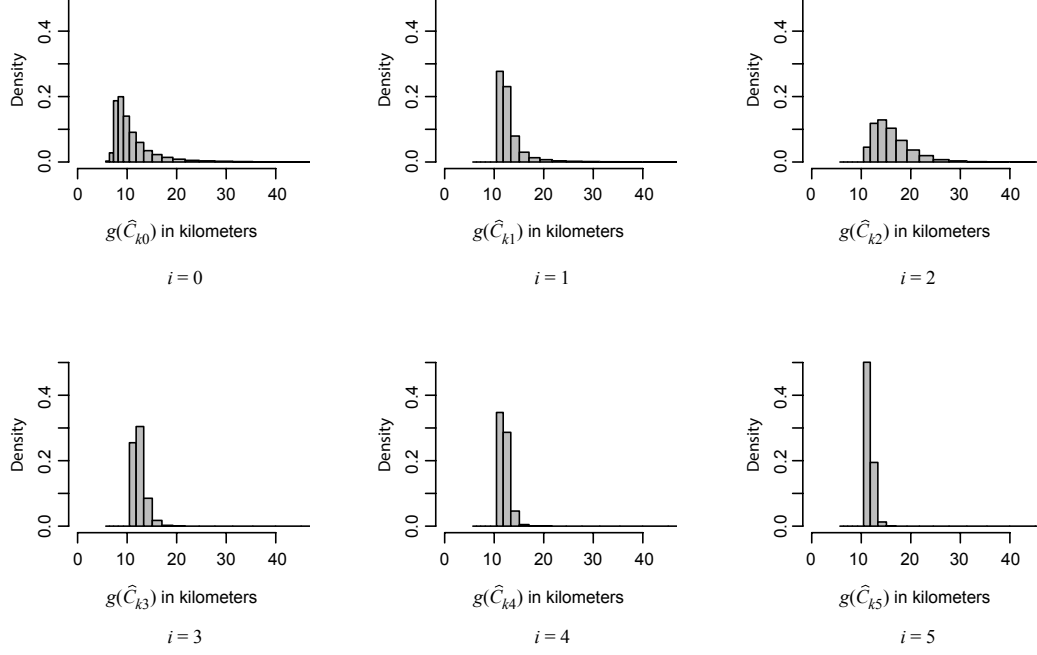 Density
0.0 0.2 0.4
0 10 20 30 40
g(Ĉk0) in kilometers
i = 0
Density
0.0 0.2 0.4
0 10 20 30 40
g(Ĉk1) in kilometers
i = 1
Density
0.0 0.2 0.4
0 10 20 30 40
g(Ĉk2) in kilometers
i = 2
Density
0.0 0.2 0.4
0 10 20 30 40
g(Ĉk3) in kilometers
i = 3
Density
0.0 0.2 0.4
0 10 20 30 40
g(Ĉk4) in kilometers
i = 4
Density
0.0 0.2 0.4
0 10 20 30 40
g(Ĉk5) in kilometers
i = 5